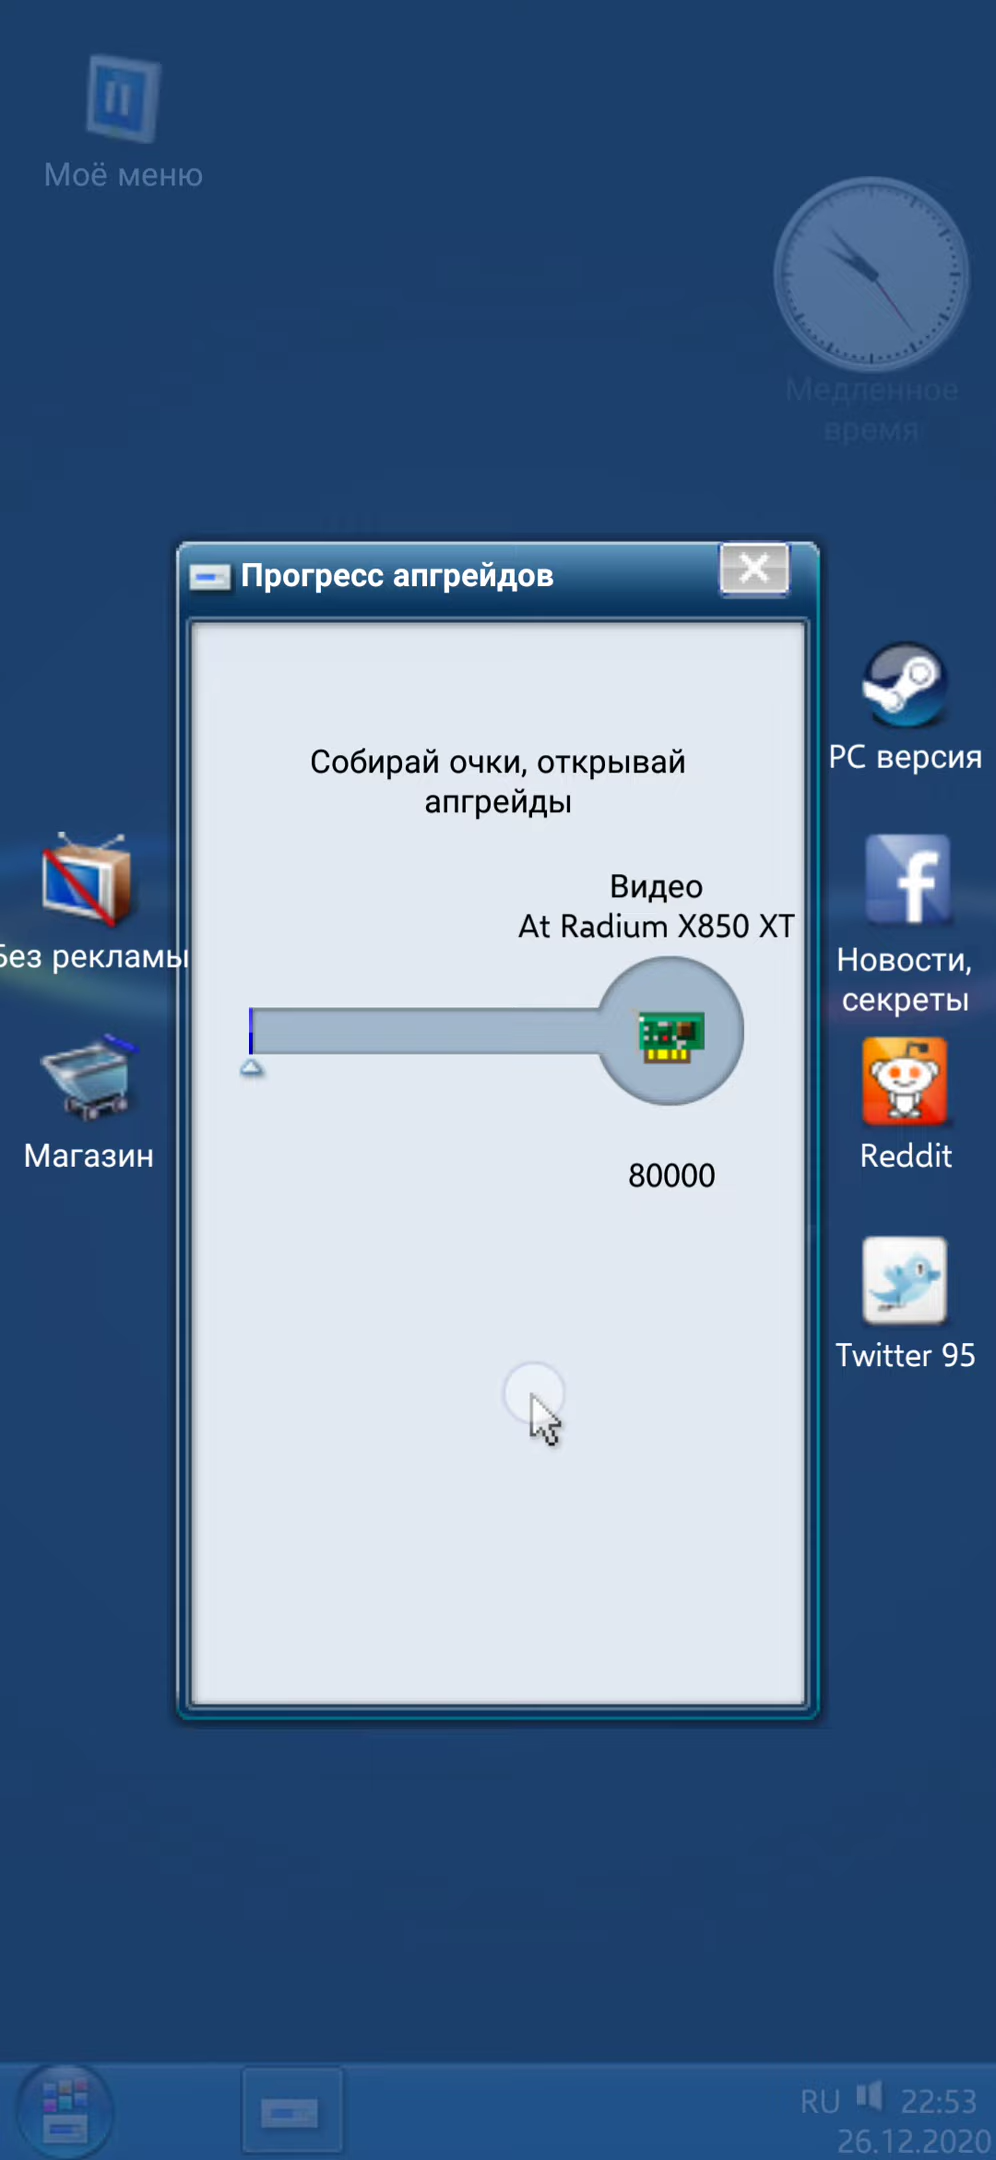 Моё меню
Медленное
время
Прогресс апгрейдов
Собирай очки, открывай
апгрейды
Видео
At Radium X850 XT
80000
PC версия
Без рекламы
Новости,
секреты
Магазин
Reddit
Twitter 95
RU 22:53
26.12.2020